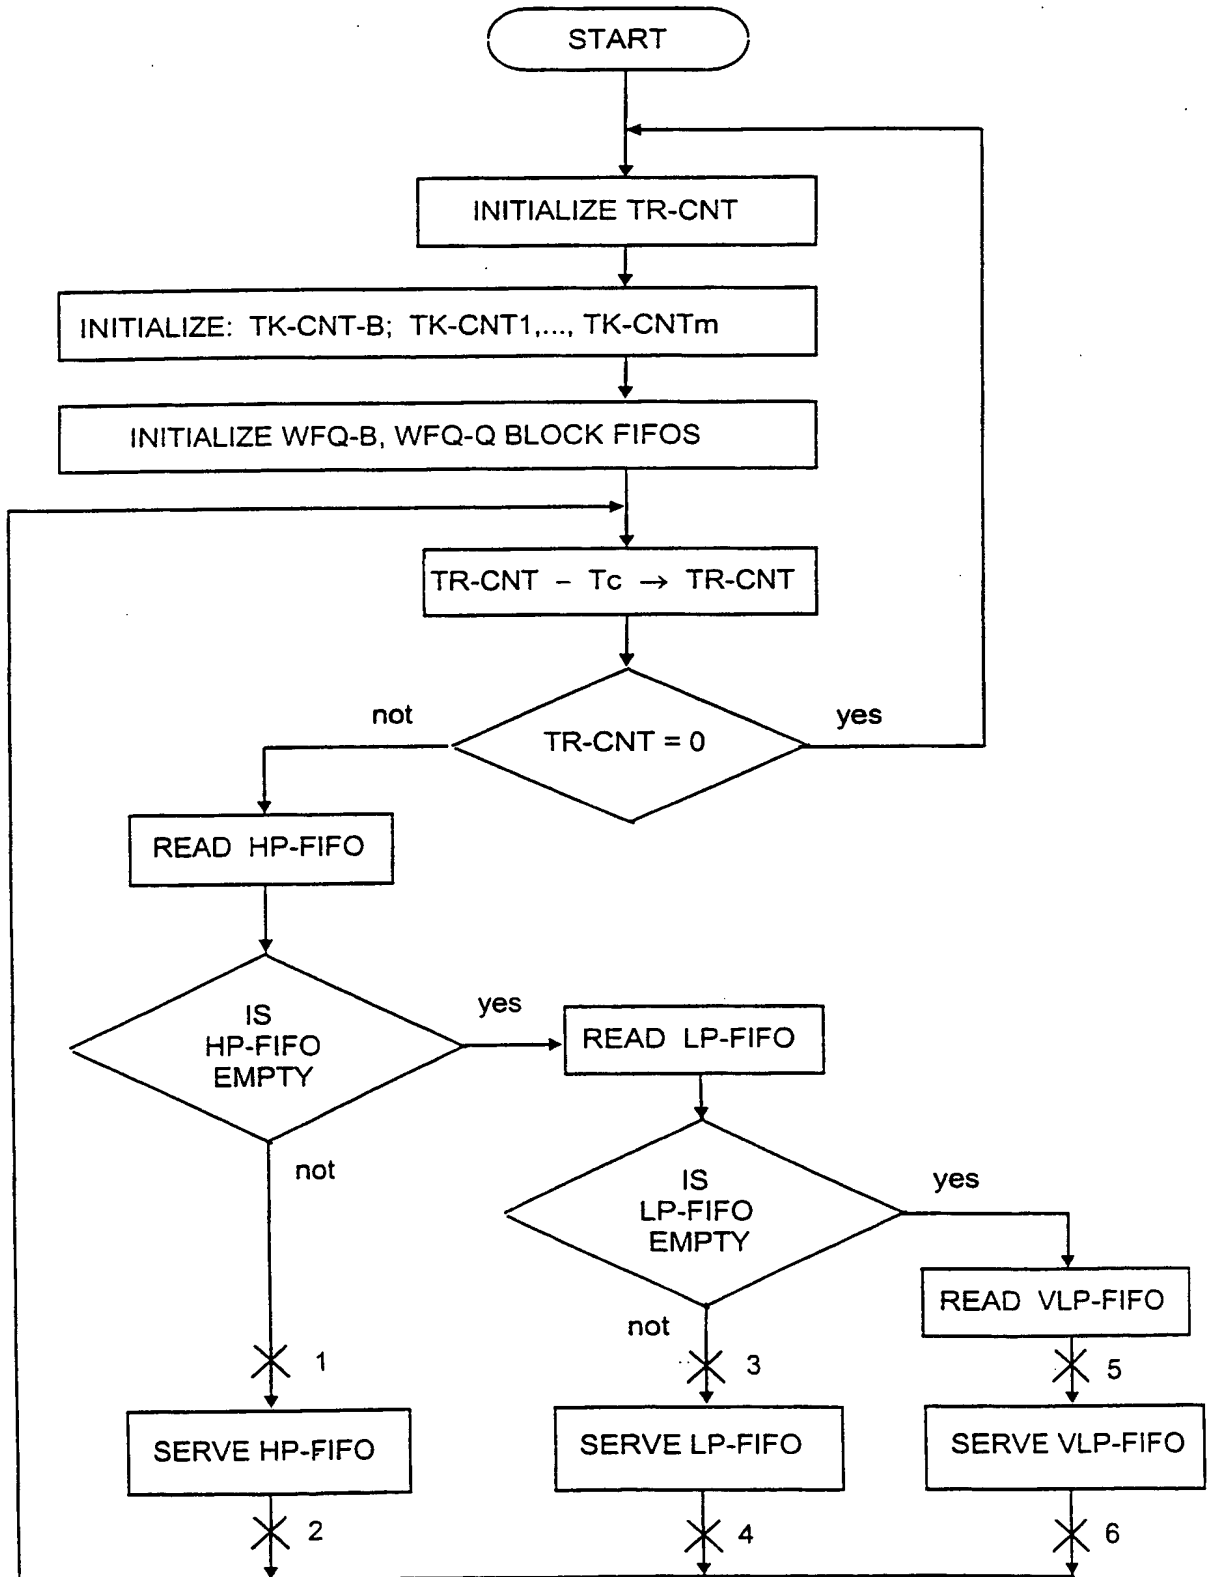 START
INITIALIZE TR-CNT
INITIALIZE: TK-CNT-B; TK-CNT1,..., TK-CNTm
INITIALIZE WFQ-B, WFQ-Q BLOCK FIFOS
TR-CNT – Tc → TR-CNT
not
yes
TR-CNT = 0
READ HP-FIFO
IS
HP-FIFO
EMPTY
yes
READ LP-FIFO
not
IS
LP-FIFO
EMPTY
yes
READ VLP-FIFO
not
1
3
5
SERVE HP-FIFO
SERVE LP-FIFO
SERVE VLP-FIFO
2
4
6